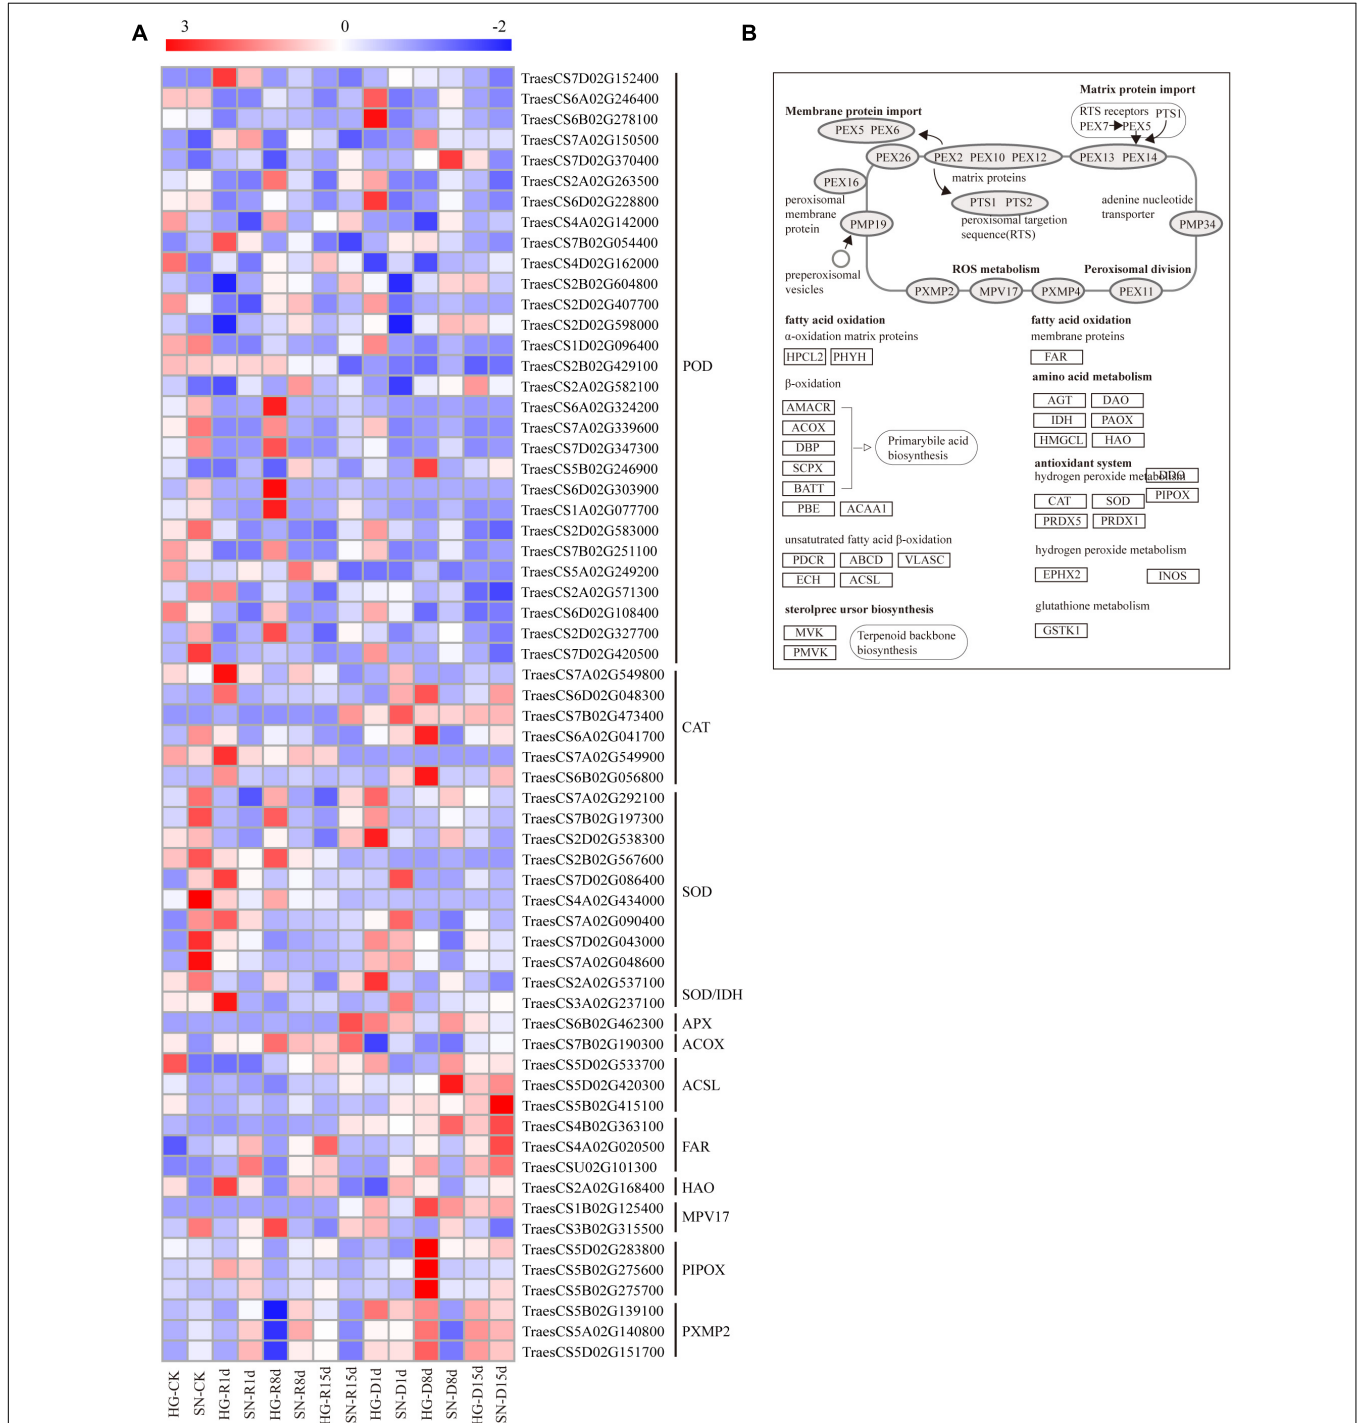 A
3
0
-2
TraesCS7D02G152400
TraesCS6A02G246400
TraesCS6B02G278100
TraesCS7A02G150500
TraesCS7D02G370400
TraesCS2A02G263500
TraesCS6D02G228800
TraesCS4A02G142000
TraesCS7B02G054400
TraesCS4D02G162000
TraesCS2B02G604800
TraesCS2D02G407700
TraesCS2D02G598000
TraesCS1D02G096400
TraesCS2B02G429100
TraesCS2A02G582100
TraesCS6A02G324200
TraesCS7A02G339600
TraesCS7D02G347300
TraesCS5B02G246900
TraesCS6D02G303900
TraesCS1A02G077700
TraesCS2D02G583000
TraesCS7B02G251100
TraesCS5A02G249200
TraesCS2A02G571300
TraesCS6D02G108400
TraesCS2D02G327700
TraesCS7D02G420500
POD
TraesCS7A02G549800
TraesCS6D02G048300
TraesCS7B02G473400
TraesCS6A02G041700
TraesCS7A02G549900
TraesCS6B02G056800
CAT
TraesCS7A02G292100
TraesCS7B02G197300
TraesCS2D02G538300
TraesCS2B02G567600
TraesCS7D02G086400
TraesCS4A02G434000
TraesCS7A02G090400
TraesCS7D02G043000
TraesCS7A02G048600
TraesCS2A02G537100
TraesCS3A02G237100
SOD
SOD/IDH
TraesCS6B02G462300
APX
TraesCS7B02G190300
ACOX
TraesCS5D02G533700
TraesCS5D02G420300
TraesCS5B02G415100
ACSL
TraesCS4B02G363100
TraesCS4A02G020500
TraesCSU02G101300
FAR
TraesCS2A02G168400
HAO
TraesCS1B02G125400
TraesCS3B02G315500
MPV17
TraesCS5D02G283800
TraesCS5B02G275600
TraesCS5B02G275700
PIPOX
TraesCS5B02G139100
TraesCS5A02G140800
TraesCS5D02G151700
PXMP2
HG-CK
SN-CK
HG-R1d
SN-R1d
HG-R8d
SN-R8d
HG-R15d
SN-R15d
HG-D1d
SN-D1d
HG-D8d
SN-D8d
HG-D15d
SN-D15d
B
Matrix protein import
RTS receptors
PTS1
PEX7
PEX5
Membrane protein import
PEX5 PEX6
PEX26
PEX2 PEX10 PEX12
PEX13 PEX14
matrix proteins
PEX16
PTS1 PTS2
peroxisomal
membrane
protein
peroxisomal targetion
sequence(RTS)
adenine nucleotide
transporter
PMP19
PMP34
preperoxisomal
vesicles
ROS metabolism
Peroxisomal division
PXMP2
MPV17
PXMP4
PEX11
fatty acid oxidation
α-oxidation matrix proteins
HPCL2
PHYH
β-oxidation
AMACR
ACOX
DBP
SCPX
BATT
PBE
ACAA1
Primarybile acid
biosynthesis
unsatutrated fatty acid β-oxidation
PDCR
ABCD
VLASC
ECH
ACSL
sterolprec ursor biosynthesis
MVK
PMVK
Terpenoid backbone
biosynthesis
fatty acid oxidation
membrane proteins
FAR
amino acid metabolism
AGT
DAO
IDH
PAOX
HMGCL
HAO
antioxidant system
DDO
hydrogen peroxide metabolism
PIPOX
CAT
SOD
PRDX5
PRDX1
hydrogen peroxide metabolism
EPHX2
INOS
glutathione metabolism
GSTK1